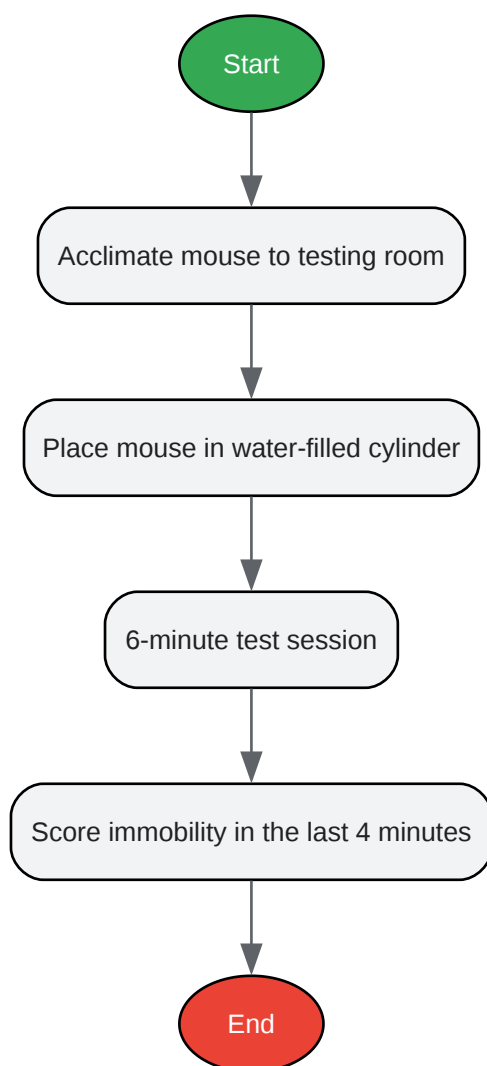 Start
Acclimate mouse to testing room
Place mouse in water-filled cylinder
6-minute test session
Score immobility in the last 4 minutes
End